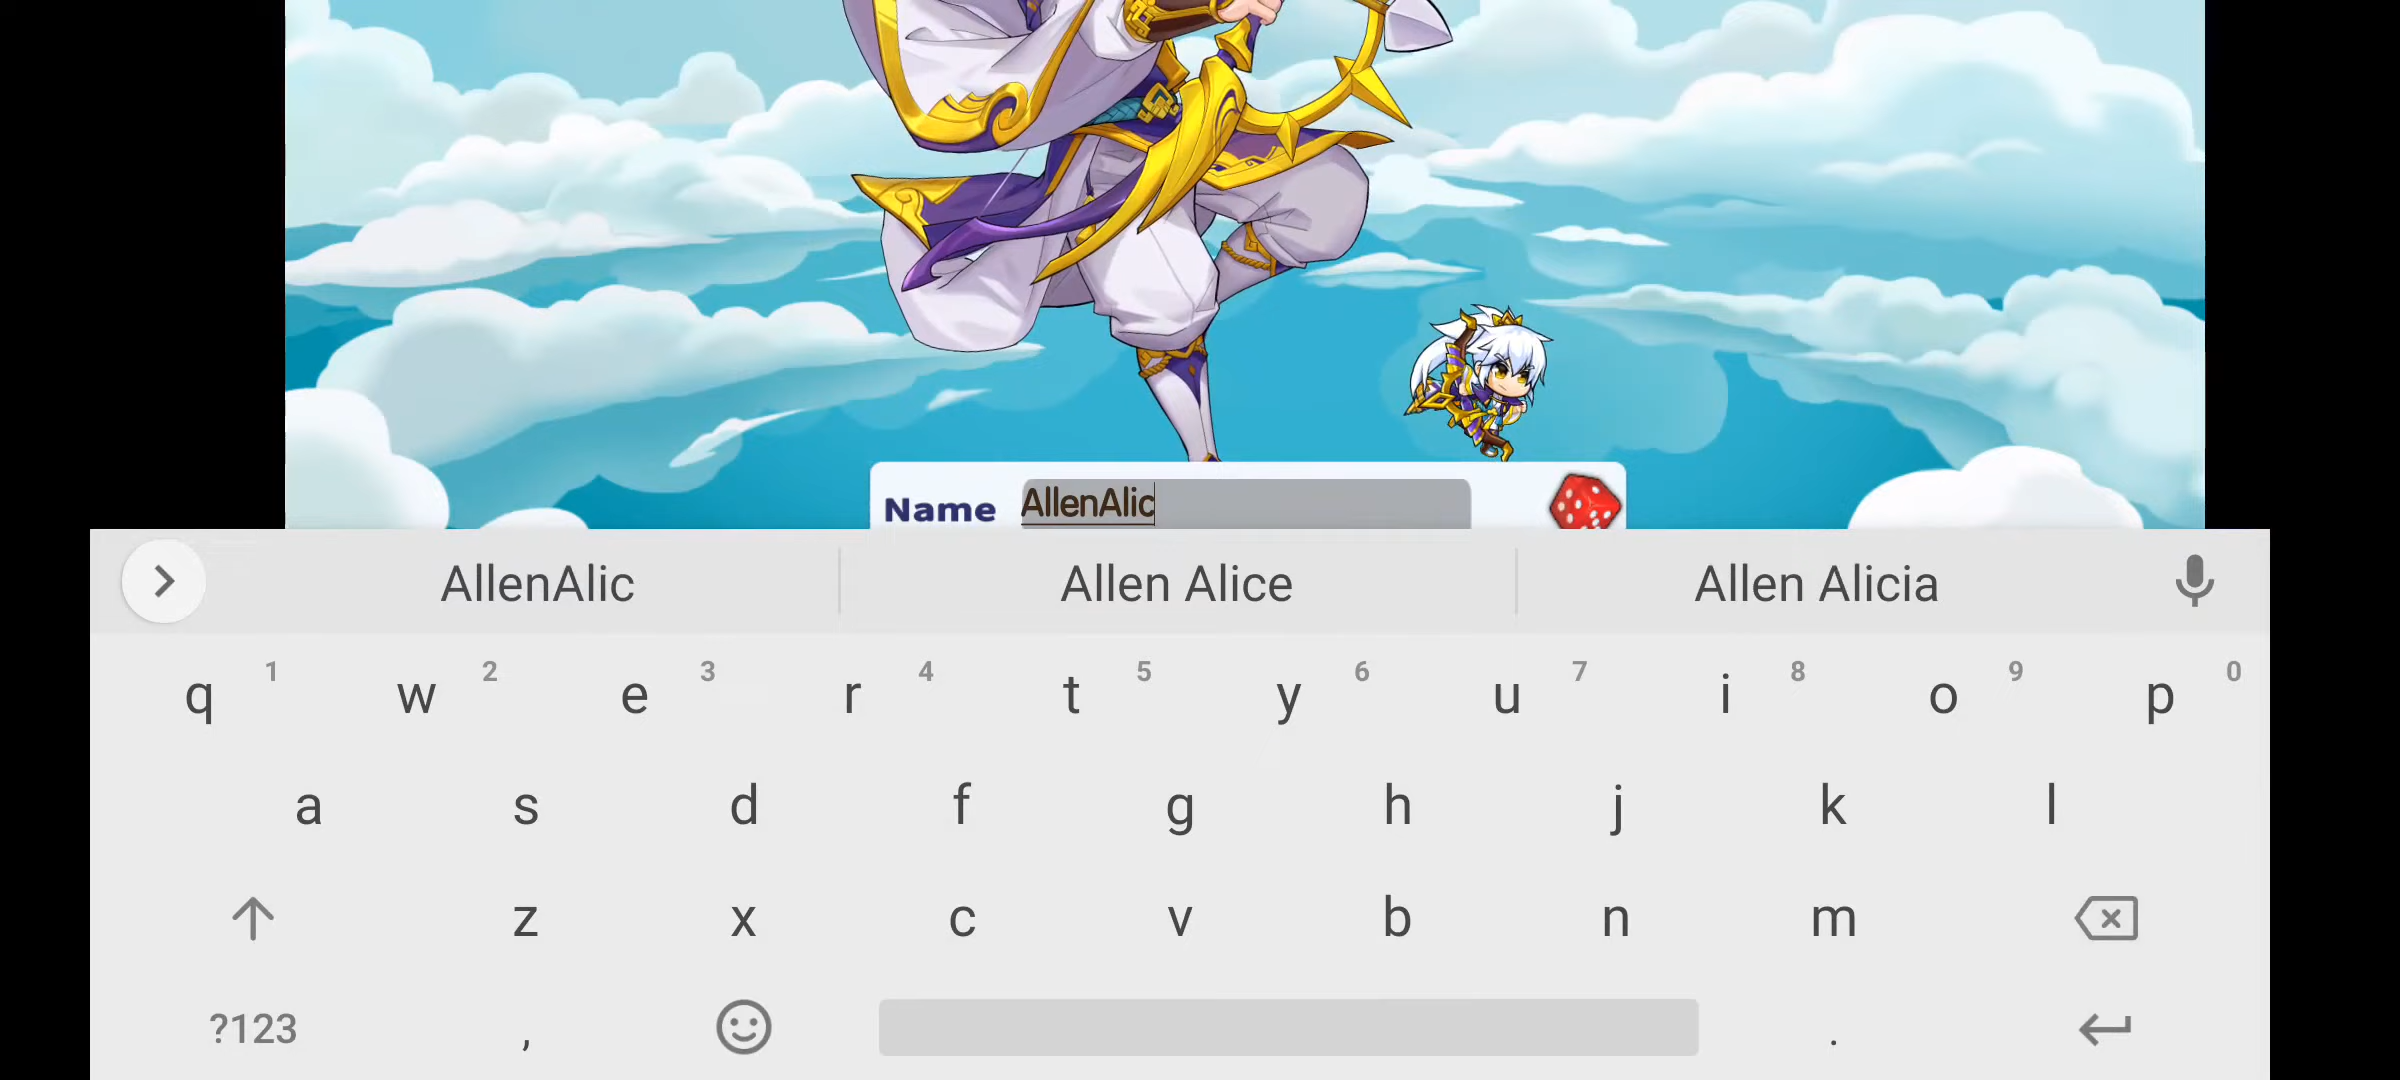 Name AllenAlic
AllenAlic Allen Alice Allen Alicia
q 1 w 2 e 3 r 4 t 5 y 6 u 7 i 8 o 9 p 0
a s d f g h j k l
z x c v b n m
?123 , .